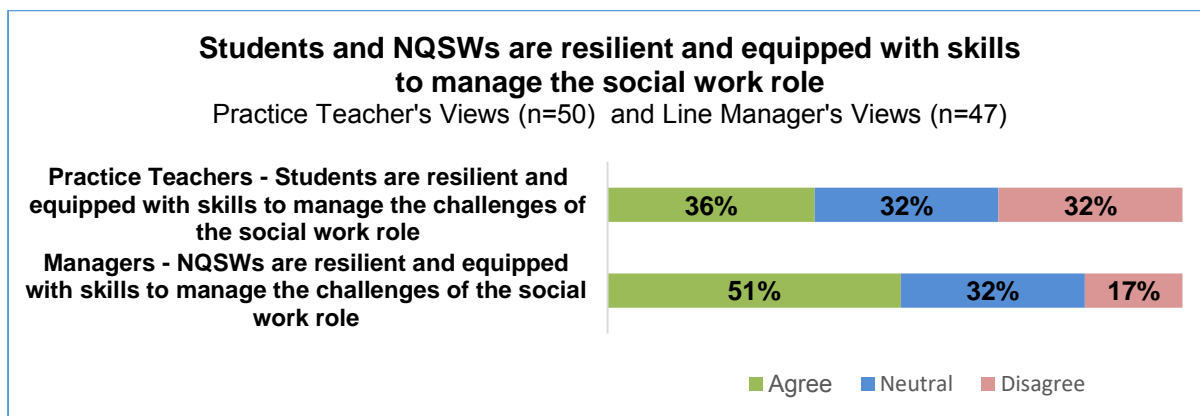 Students and NQSWs are resilient and equipped with skills
to manage the social work role
Practice Teacher's Views (n=50)  and Line Manager's Views (n=47)
Practice Teachers - Students are resilient and
equipped with skills to manage the challenges of
the social work role
36% 32% 32%
Managers - NQSWs are resilient and equipped
with skills to manage the challenges of the social
work role
51% 32% 17%
Agree Neutral Disagree